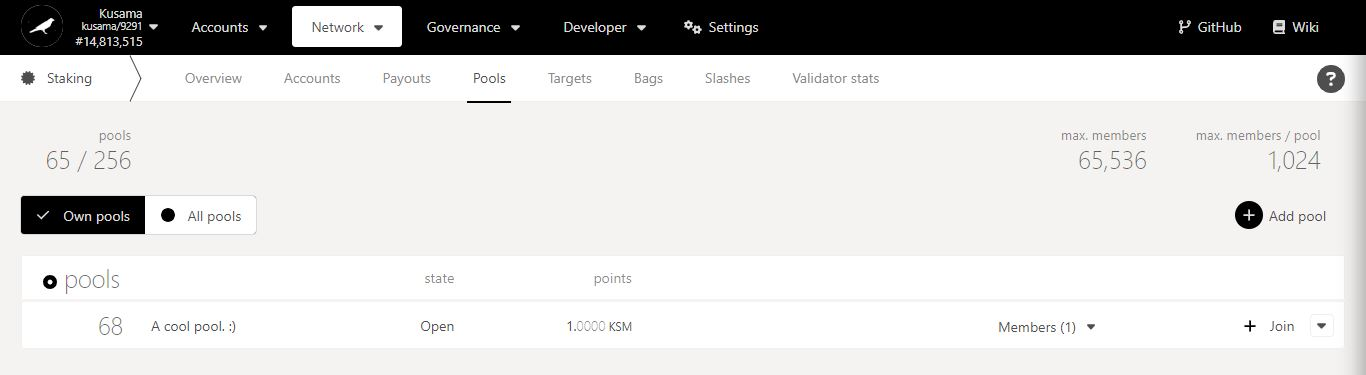 Kusama
kusama/9291
#14,813,515
Accounts
Network
Governance
Developer
Settings
GitHub
Wiki
Staking
Overview
Accounts
Payouts
Pools
Targets
Bags
Slashes
Validator stats
?
pools
65 / 256
max. members
65,536
max. members / pool
1,024
Own pools
All pools
Add pool
pools
state
points
68
A cool pool. :)
Open
1.0000 KSM
Members (1)
Join